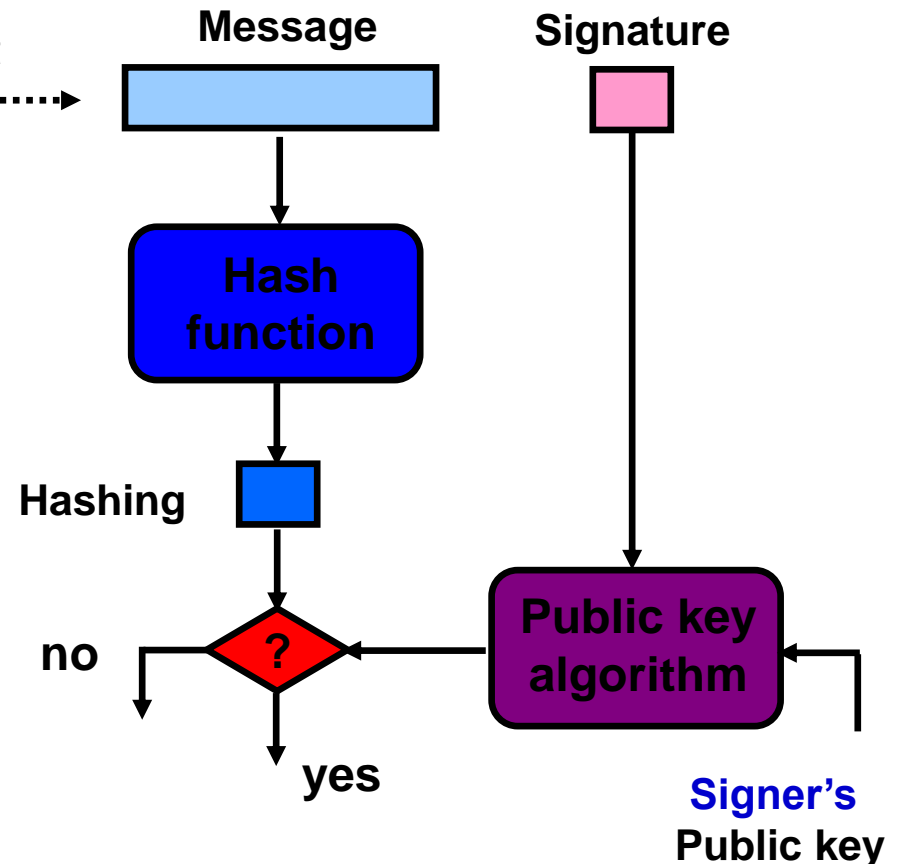 Message
Signature
Hash
function
Hashing
Public key
algorithm
no
?
yes
Signer’s
Public key